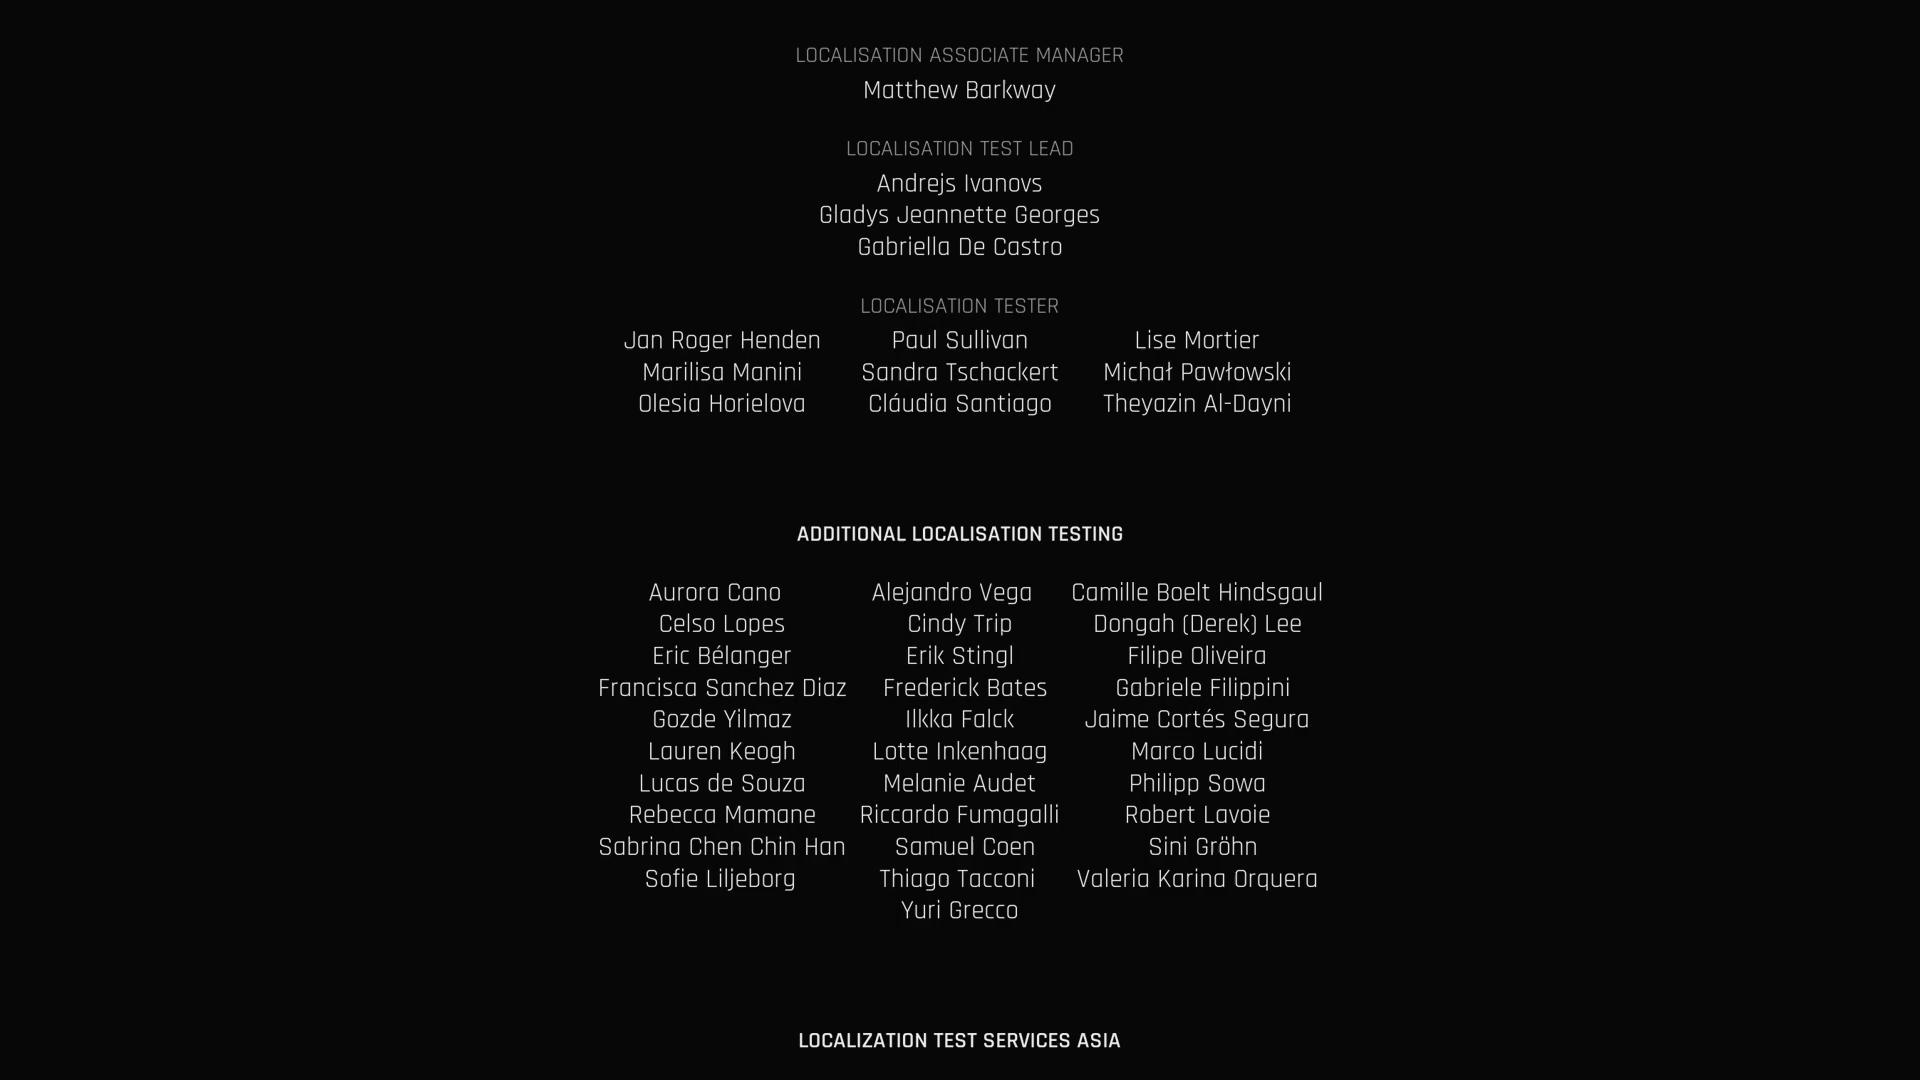 LOCALISATION ASSOCIATE MANAGER
Matthew Barkway
LOCALISATION TEST LEAD
Andrejs Ivanovs
Gladys Jeannette Georges
Gabriella De Castro
LOCALISATION TESTER
Jan Roger Henden Paul Sullivan Lise Mortier
Marilisa Manini Sandra Tschackert Michał Pawłowski
Olesia Horielova Cláudia Santiago Theyazin Al-Dayni
ADDITIONAL LOCALISATION TESTING
Aurora Cano Alejandro Vega Camille Boelt Hindsgaul
Celso Lopes Cindy Trip Dongah (Derek) Lee
Eric Bélanger Erik Stingl Filipe Oliveira
Francisca Sanchez Diaz Frederick Bates Gabriele Filippini
Gozde Yilmaz Ilkka Falck Jaime Cortés Segura
Lauren Keogh Lotte Inkenhaag Marco Lucidi
Lucas de Souza Melanie Audet Philipp Sowa
Rebecca Mamane Riccardo Fumagalli Robert Lavoie
Sabrina Chen Chin Han Samuel Coen Sini Gröhn
Sofie Liljeborg Thiago Tacconi Valeria Karina Orquera
Yuri Grecco
LOCALIZATION TEST SERVICES ASIA